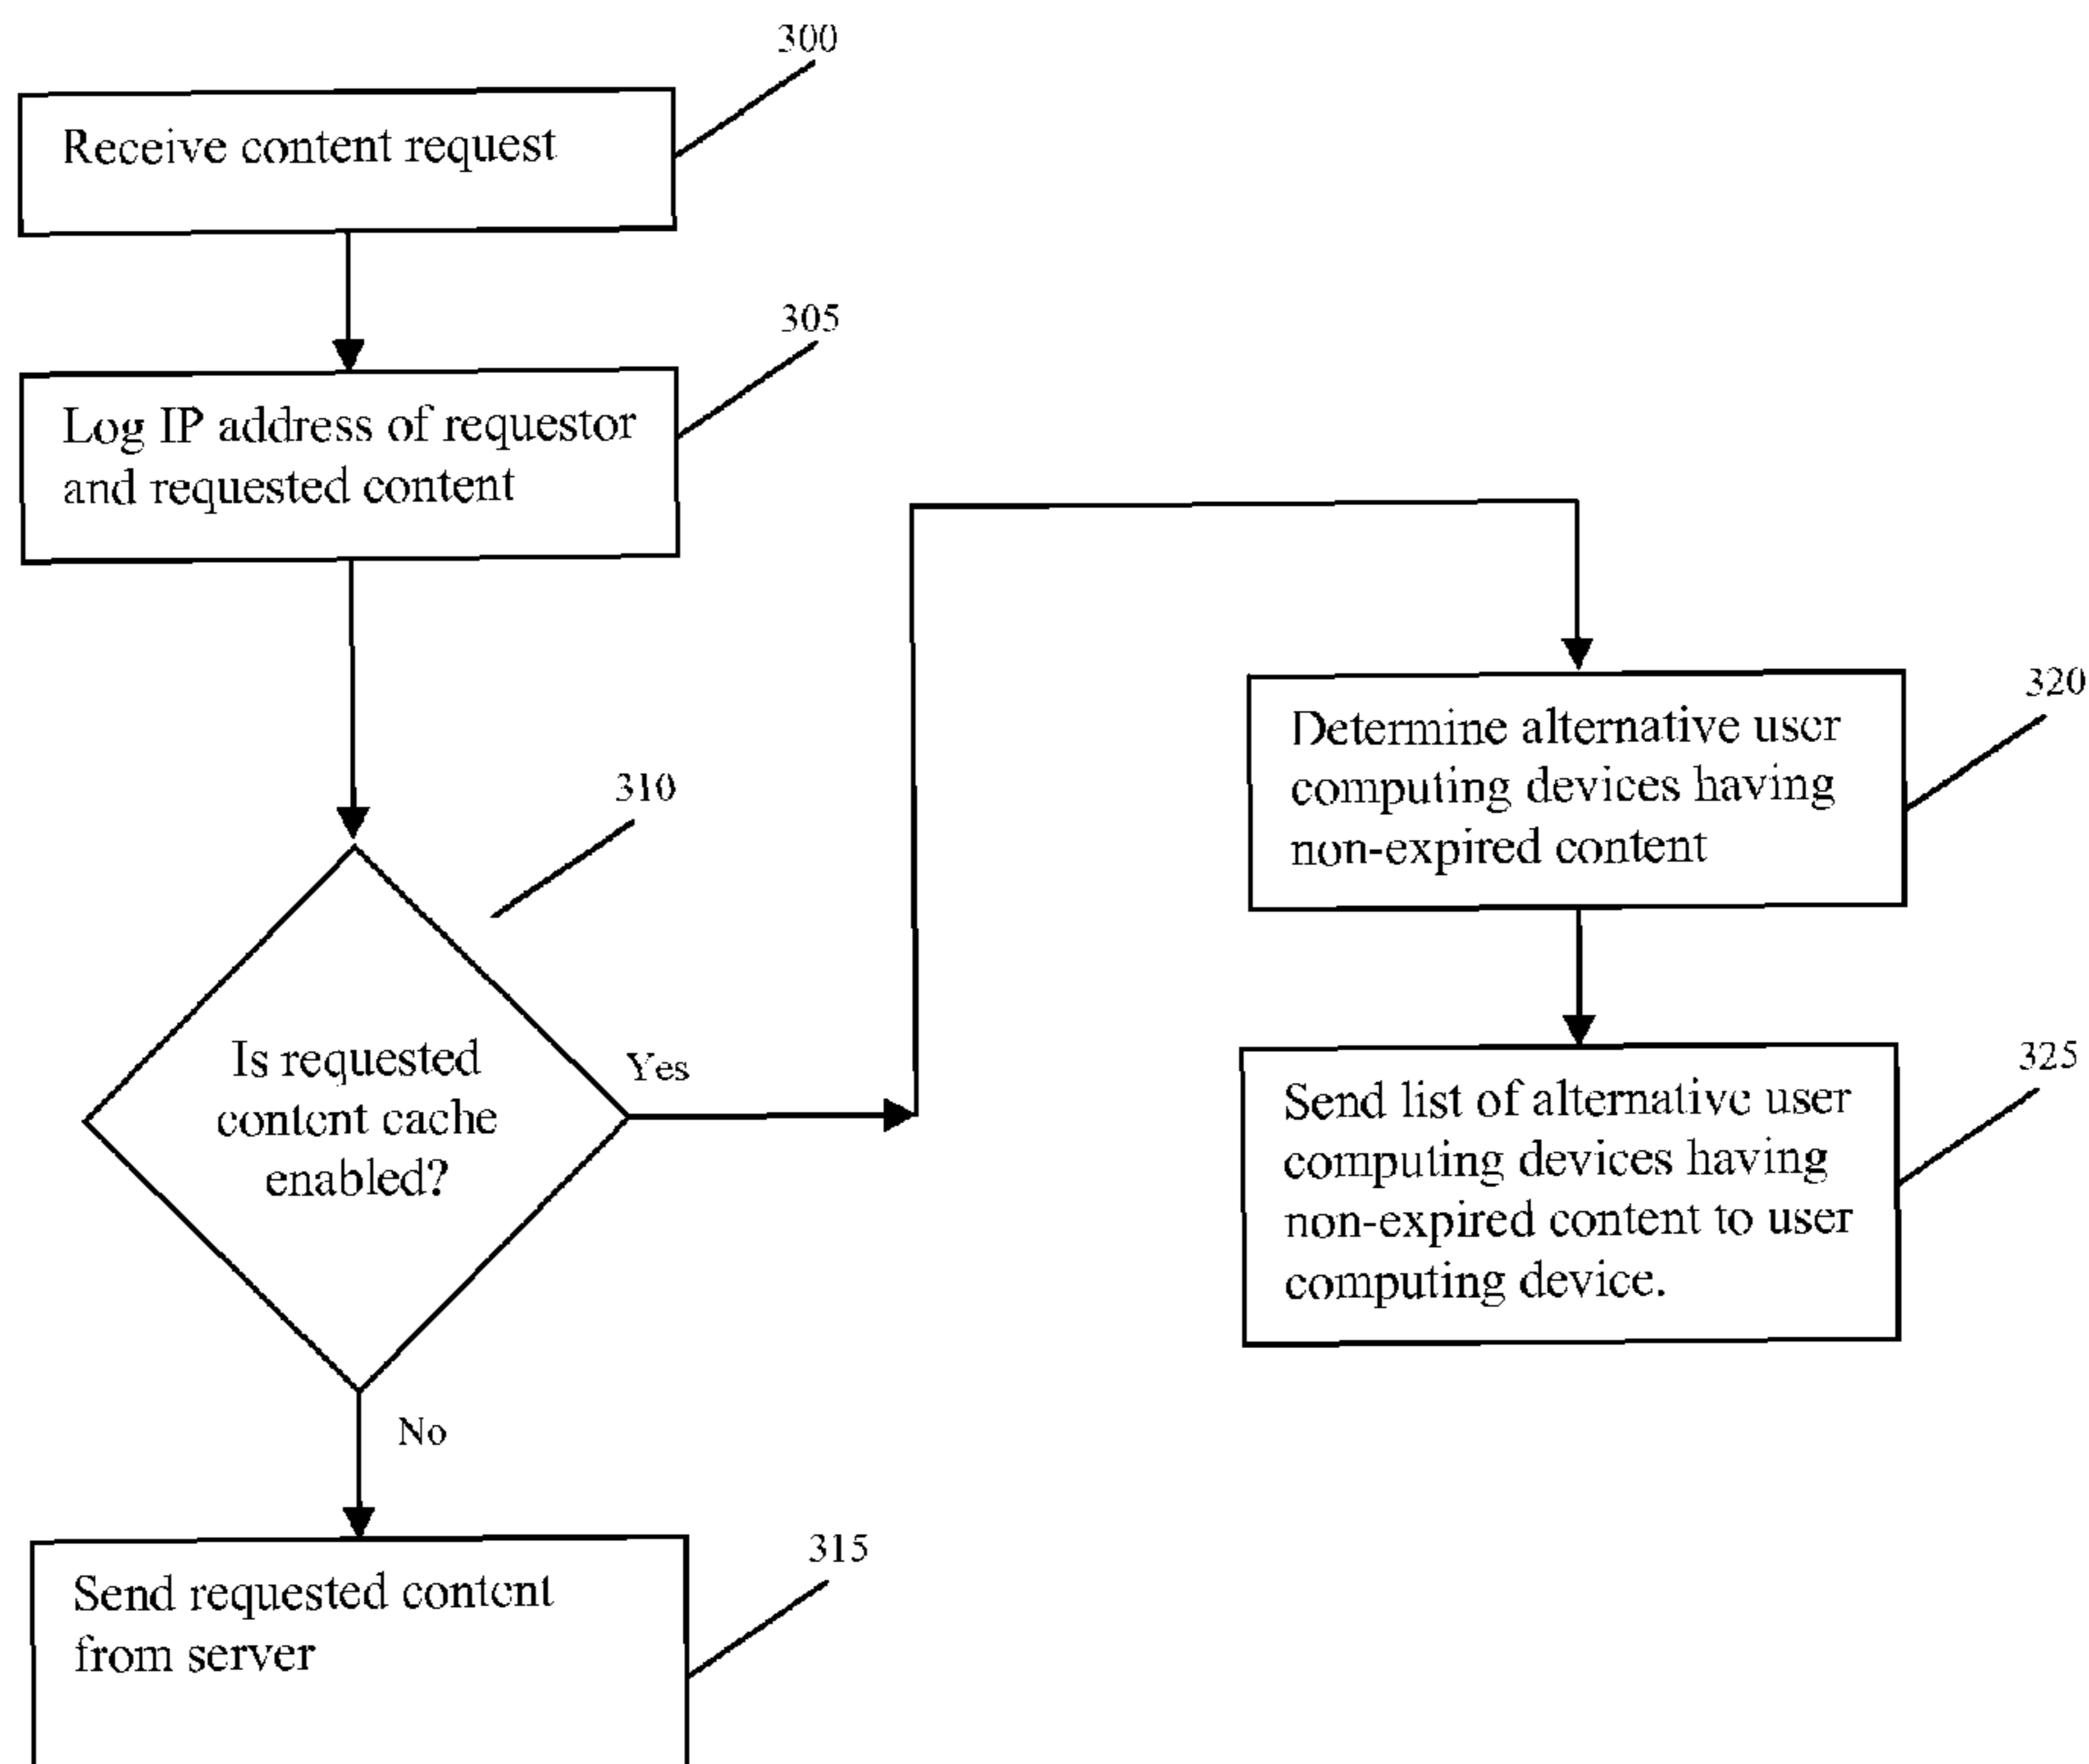 300
Receive content request
305
Log IP address of requestor
and requested content
310
Is requested
content cache
enabled?
Yes
No
315
Send requested content
from server
320
Determine alternative user
computing devices having
non-expired content
325
Send list of alternative user
computing devices having
non-expired content to user
computing device.